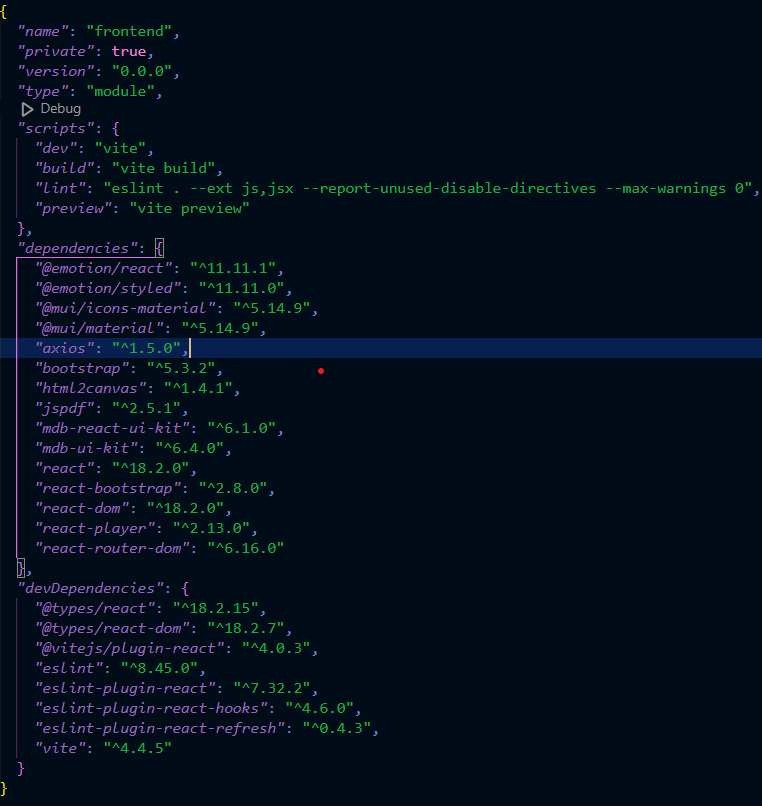 {
"name": "frontend",
"private": true,
"version": "0.0.0",
"type": "module",
Debug
"scripts": {
"dev": "vite",
"build": "vite build",
"lint": "eslint . --ext js,jsx --report-unused-disable-directives --max-warnings 0",
"preview": "vite preview"
},
"dependencies": {
"@emotion/react": "^11.11.1",
"@emotion/styled": "^11.11.0",
"@mui/icons-material": "^5.14.9",
"@mui/material": "^5.14.9",
"axios": "^1.5.0",
"bootstrap": "^5.3.2",
"html2canvas": "^1.4.1",
"jspdf": "^2.5.1",
"mdb-react-ui-kit": "^6.1.0",
"mdb-ui-kit": "^6.4.0",
"react": "^18.2.0",
"react-bootstrap": "^2.8.0",
"react-dom": "^18.2.0",
"react-player": "^2.13.0",
"react-router-dom": "^6.16.0"
},
"devDependencies": {
"@types/react": "^18.2.15",
"@types/react-dom": "^18.2.7",
"@vitejs/plugin-react": "^4.0.3",
"eslint": "^8.45.0",
"eslint-plugin-react": "^7.32.2",
"eslint-plugin-react-hooks": "^4.6.0",
"eslint-plugin-react-refresh": "^0.4.3",
"vite": "^4.4.5"
}
}